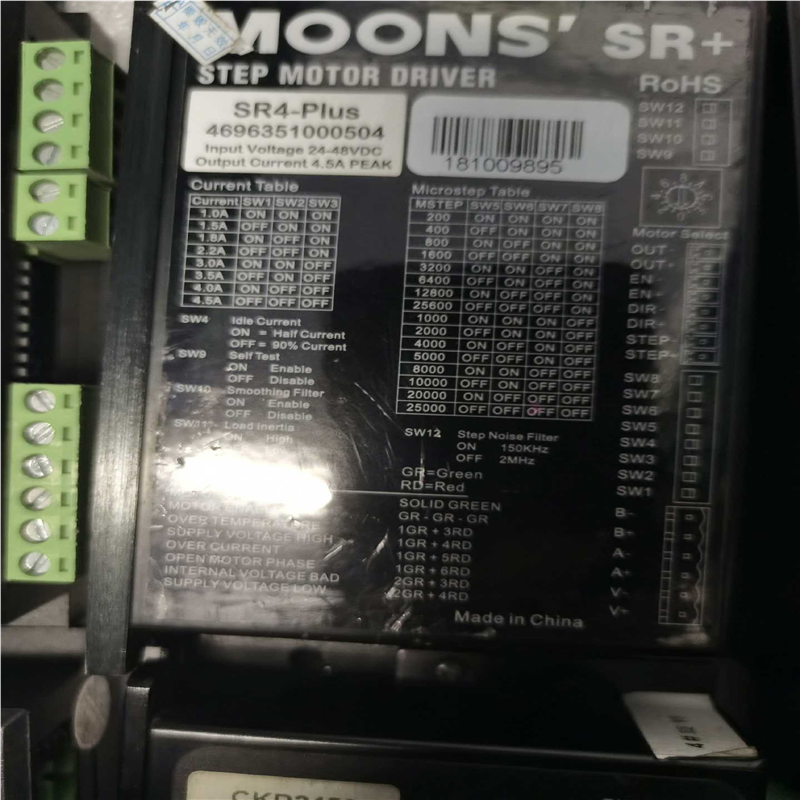 MOONS' SR+
STEP MOTOR DRIVER
RoHS
SR4-Plus
4696351000504
Input Voltage 24-48VDC
Output Current 4.5A PEAK
181009895
SW12
SW11
SW10
SW9
Motor Select
Current Table
Current SW1 SW2 SW3
1.0A ON ON ON
1.5A OFF ON ON
1.8A ON OFF ON
2.2A OFF OFF ON
3.0A ON ON OFF
3.5A OFF ON OFF
4.0A ON OFF OFF
4.5A OFF OFF OFF
SW4 Idle Current
ON = Half Current
OFF = 90% Current
SW9 Self Test
ON Enable
OFF Disable
SW10 Smoothing Filter
ON Enable
OFF Disable
SW11 Load inertia
ON High
Microstep Table
MSTEP SW5 SW6 SW7 SW8
200 ON ON ON ON
400 OFF ON ON ON
800 ON OFF ON ON
1600 OFF OFF ON ON
3200 ON ON OFF ON
6400 OFF ON OFF ON
12800 ON OFF OFF ON
25600 OFF OFF OFF ON
1000 ON ON ON OFF
2000 OFF ON ON OFF
4000 ON OFF ON OFF
5000 OFF OFF ON OFF
8000 ON ON OFF OFF
10000 OFF ON OFF OFF
20000 ON OFF OFF OFF
25000 OFF OFF OFF OFF
SW12 Step Noise Filter
ON 150KHz
OFF 2MHz
GR=Green
RD=Red
SOLID GREEN
GR - GR - GR
OVER TEMPERATURE 1GR + 3RD
SUPPLY VOLTAGE HIGH 1GR + 4RD
OVER CURRENT 1GR + 5RD
OPEN MOTOR PHASE 1GR + 6RD
INTERNAL VOLTAGE BAD 2GR + 3RD
SUPPLY VOLTAGE LOW 2GR + 4RD
Made in China
OUT -
OUT +
EN -
EN +
DIR -
DIR +
STEP -
STEP +
SW8
SW7
SW6
SW5
SW4
SW3
SW2
SW1
B-
B+
A-
A+
V-
V+